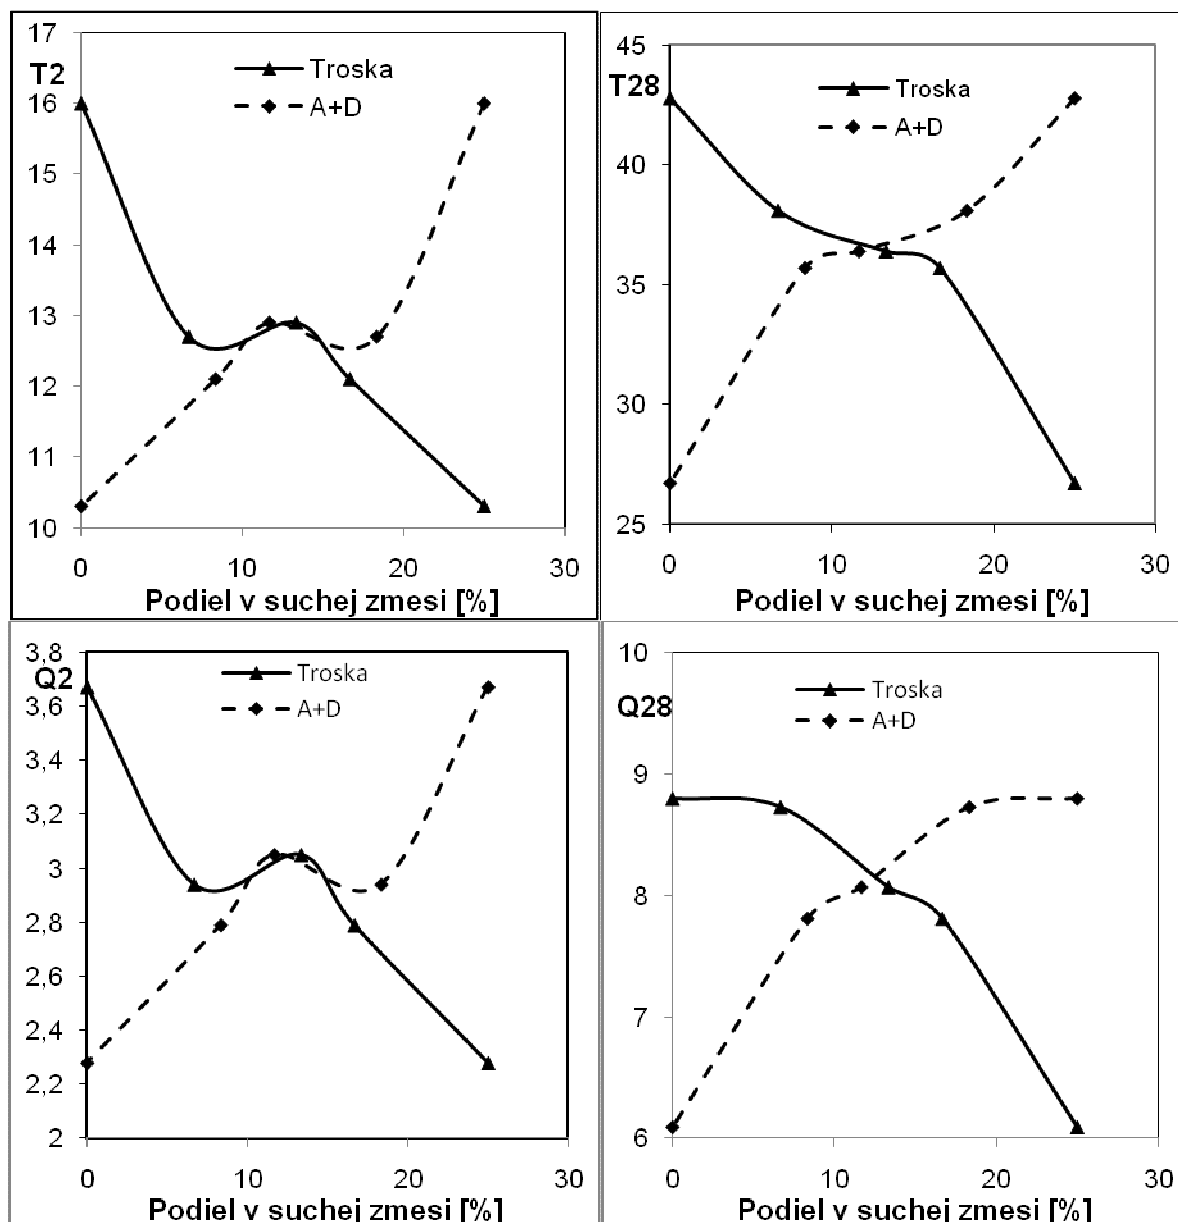 17
T2
Troska
16
A+D
15
14
13
12
11
10
0 10 20 30
Podiel v suchej zmesi [%]
45
T28
Troska
A+D
40
35
30
25
0 10 20 30
Podiel v suchej zmesi [%]
3,8
Q2
Troska
3,6
A+D
3,4
3,2
3
2,8
2,6
2,4
2,2
2
0 10 20 30
Podiel v suchej zmesi [%]
10
Q28
Troska
A+D
9
8
7
6
0 10 20 30
Podiel v suchej zmesi [%]